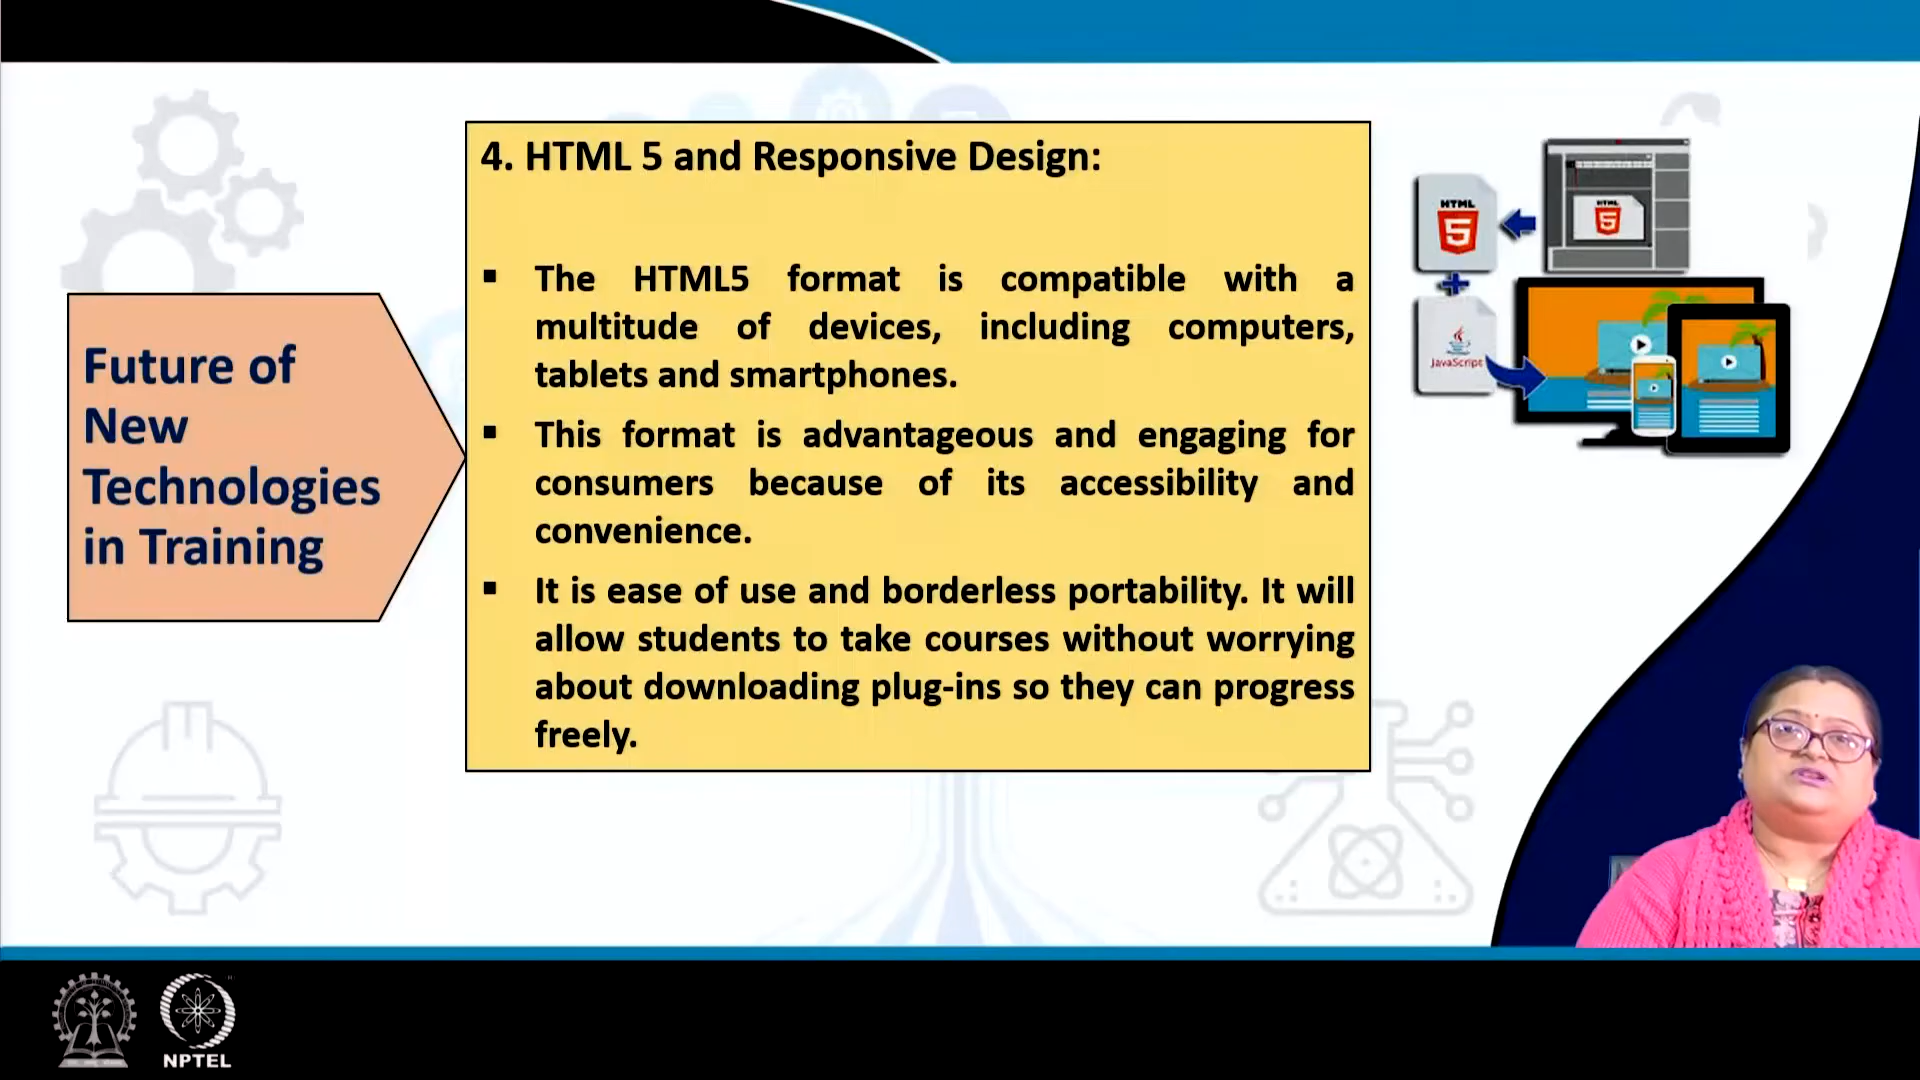 4. HTML 5 and Responsive Design:
Future of
New
Technologies
in Training
▪ The HTML5 format is compatible with a
multitude of devices, including computers,
tablets and smartphones.
▪ This format is advantageous and engaging for
consumers because of its accessibility and
convenience.
▪ It is ease of use and borderless portability. It will
allow students to take courses without worrying
about downloading plug-ins so they can progress
freely.
HTML
5
HTML
5
JavaScript
NPTEL